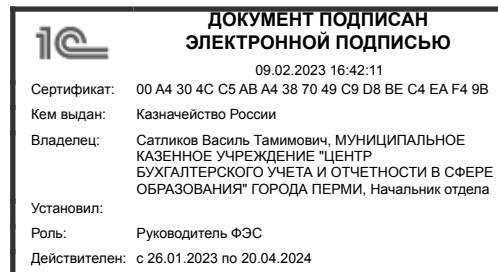 1С
ДОКУМЕНТ ПОДПИСАН
ЭЛЕКТРОННОЙ ПОДПИСЬЮ
09.02.2023 16:42:11
Сертификат: 00 A4 30 4C C5 AB A4 38 70 49 C9 D8 BE C4 EA F4 9B
Кем выдан: Казначейство России
Владелец: Сатликов Василь Тамимович, МУНИЦИПАЛЬНОЕ
КАЗЕННОЕ УЧРЕЖДЕНИЕ "ЦЕНТР
БУХГАЛТЕРСКОГО УЧЕТА И ОТЧЕТНОСТИ В СФЕРЕ
ОБРАЗОВАНИЯ" ГОРОДА ПЕРМИ, Начальник отдела
Установил:
Роль: Руководитель ФЭС
Действителен: с 26.01.2023 по 20.04.2024